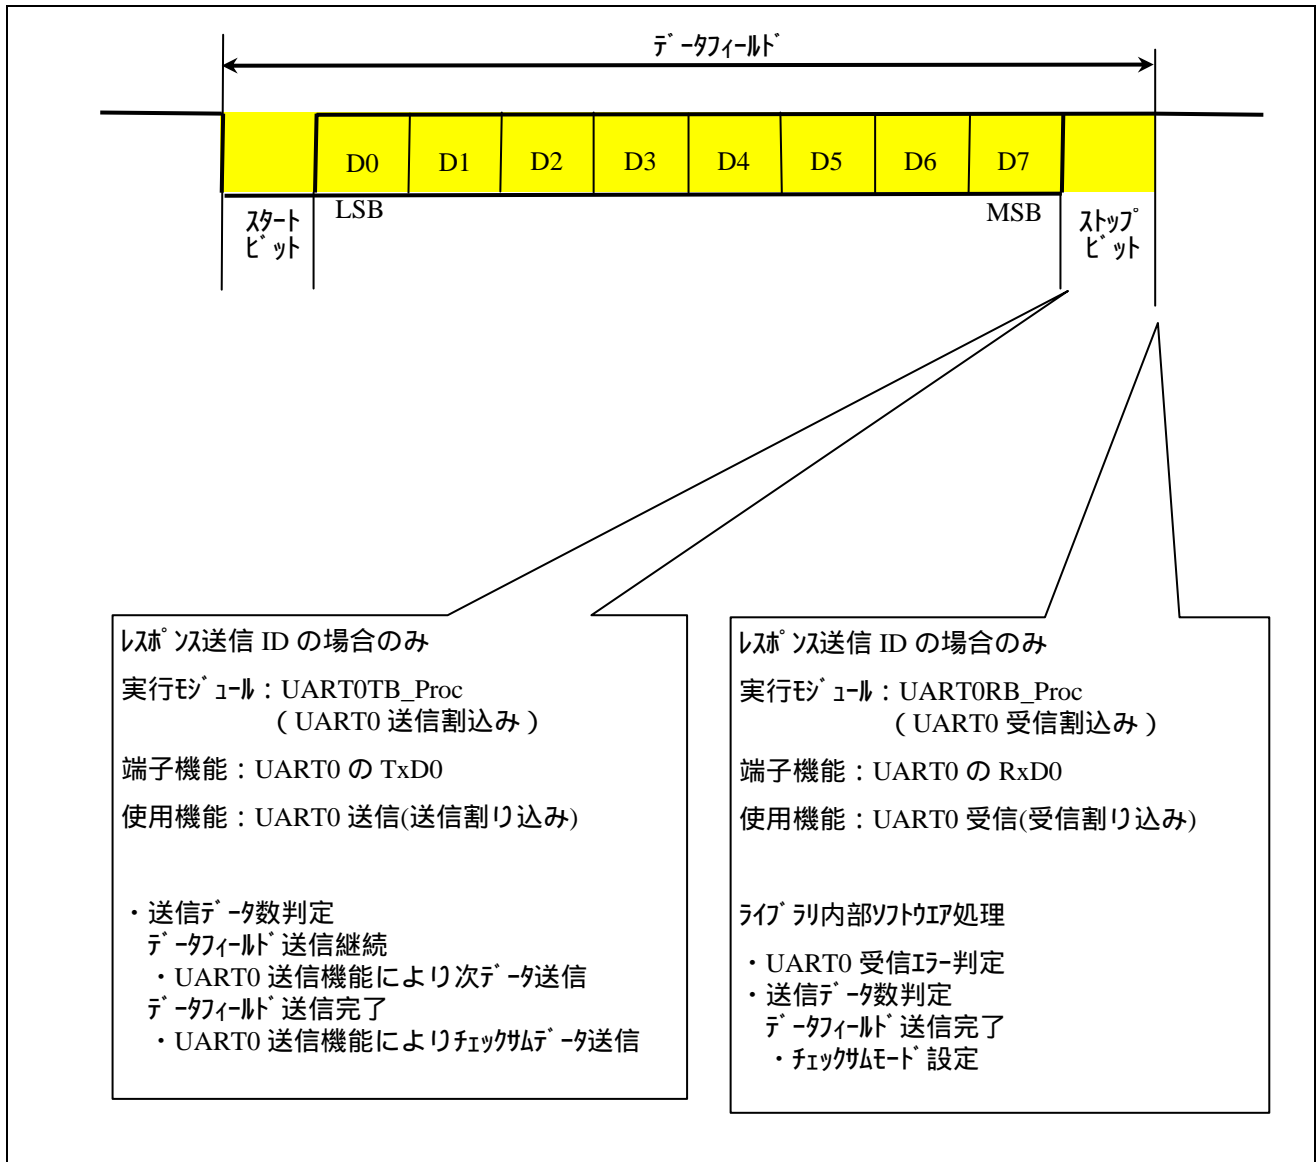 ﾃﾞｰﾀﾌｨｰﾙﾄﾞ
D0 D1 D2 D3 D4 D5 D6 D7
LSB
MSB
ｽﾀｰﾄ
ﾋﾞｯﾄ
ｽﾄｯﾌﾟ
ﾋﾞｯﾄ
ﾚｽﾎﾟﾝｽ送信 ID の場合のみ
実行ﾓｼﾞｭｰﾙ：UART0TB_Proc
（UART0 送信割込み）
端子機能：UART0 の TxD0
使用機能：UART0 送信(送信割り込み)
・送信ﾃﾞｰﾀ数判定
ﾃﾞｰﾀﾌｨｰﾙﾄﾞ送信継続
・UART0 送信機能により次ﾃﾞｰﾀ送信
ﾃﾞｰﾀﾌｨｰﾙﾄﾞ送信完了
・UART0 送信機能によりﾁｪｯｸｻﾑﾃﾞｰﾀ送信
ﾚｽﾎﾟﾝｽ送信 ID の場合のみ
実行ﾓｼﾞｭｰﾙ：UART0RB_Proc
（UART0 受信割込み）
端子機能：UART0 の RxD0
使用機能：UART0 受信(受信割り込み)
ﾗｲﾌﾞﾗﾘ内部ｿﾌﾄｳｴｱ処理
・UART0 受信ｴﾗｰ判定
・送信ﾃﾞｰﾀ数判定
ﾃﾞｰﾀﾌｨｰﾙﾄﾞ送信完了
・ﾁｪｯｸｻﾑﾓｰﾄﾞ設定